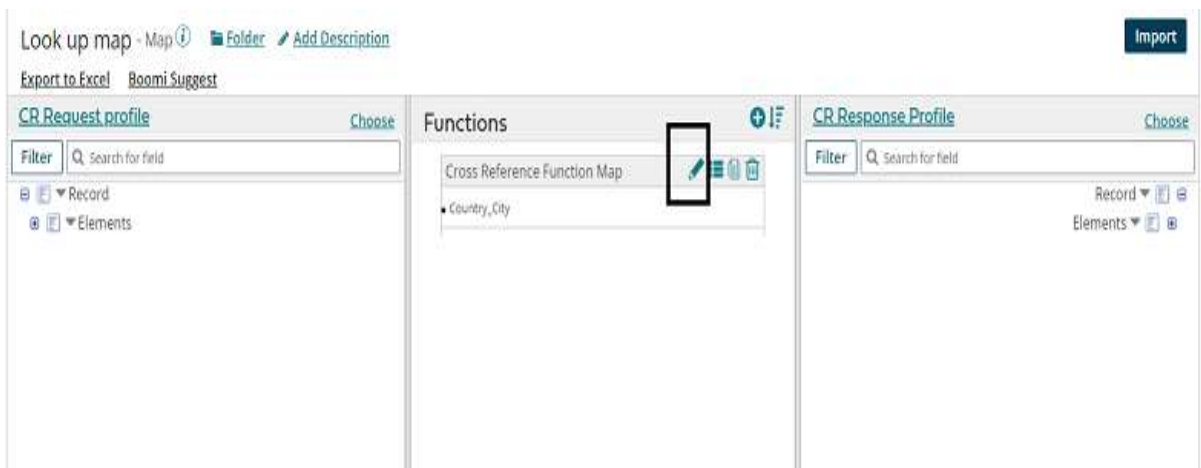 Look up map - Map i Folder Add Description
Import
Export to Excel Boomi Suggest
CR Request profile Choose
Filter Search for field
Record
Elements
Functions
Cross Reference Function Map
Country_City
CR Response Profile Choose
Filter Search for field
Record
Elements